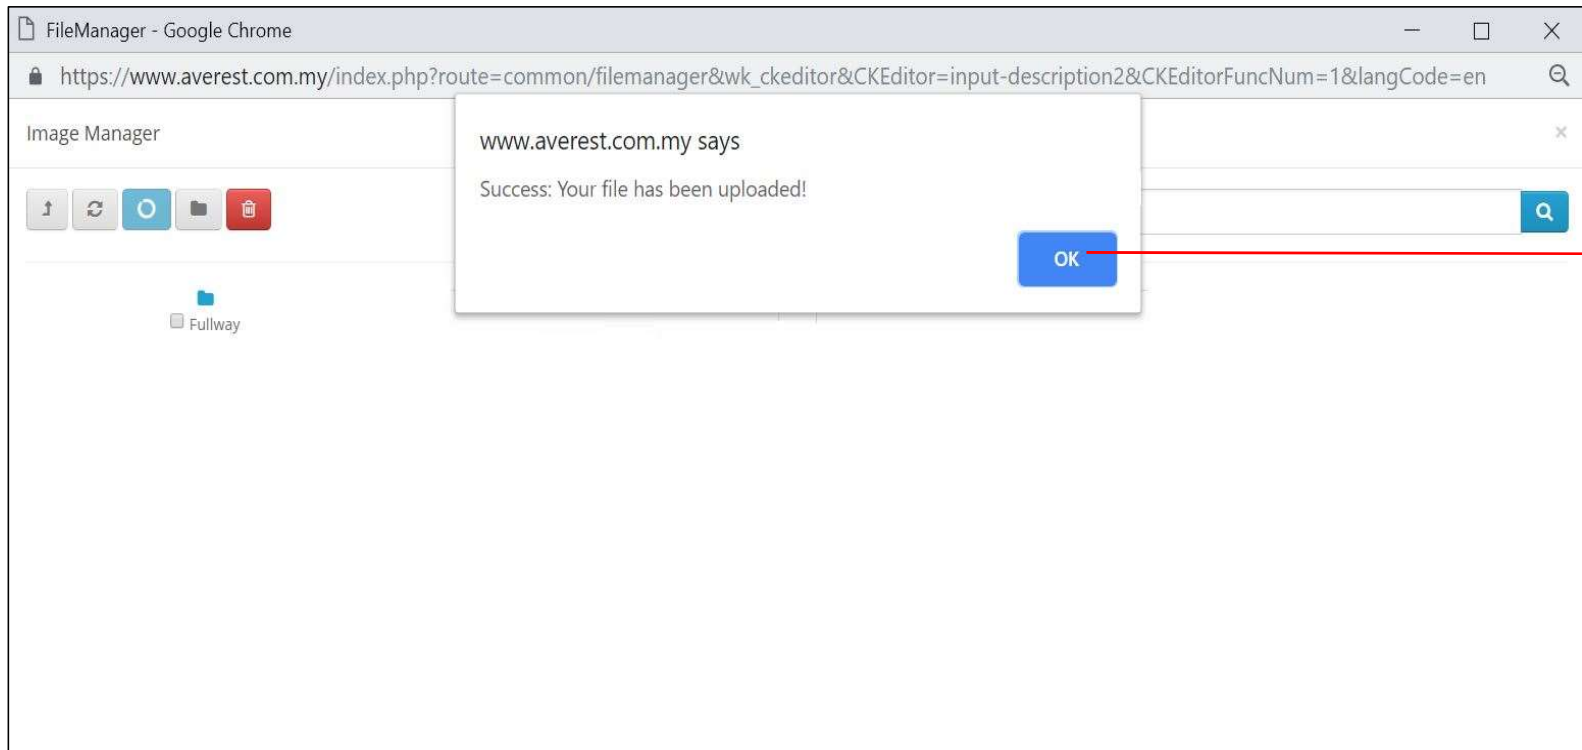 FileManager - Google Chrome
https://www.averest.com.my/index.php?route=common/filemanager&wk_ckeditor&CKEditor=input-description2&CKEditorFuncNum=1&langCode=en
Image Manager
www.averest.com.my says
Success: Your file has been uploaded!
OK
Fullway